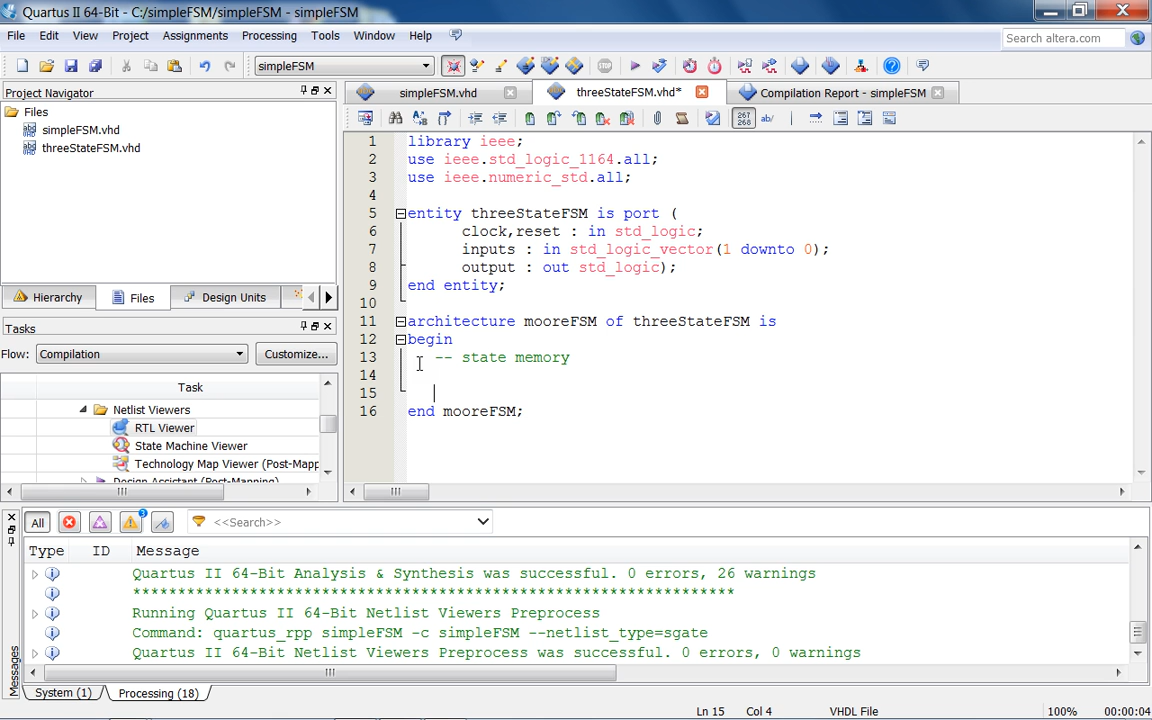 Quartus II 64-Bit - C:/simpleFSM/simpleFSM - simpleFSM
File Edit View Project Assignments Processing Tools Window Help
Search altera.com
simpleFSM
Project Navigator
Files
simpleFSM.vhd
threeStateFSM.vhd
Hierarchy Files Design Units
Tasks
Flow: Compilation Customize...
Task
Netlist Viewers
RTL Viewer
State Machine Viewer
Technology Map Viewer (Post-Mapp
Design Assistant (Post-Mapping)
simpleFSM.vhd threeStateFSM.vhd* Compilation Report - simpleFSM
267 268 ab/
1 library ieee;
2 use ieee.std_logic_1164.all;
3 use ieee.numeric_std.all;
4
5 entity threeStateFSM is port (
6 clock,reset : in std_logic;
7 inputs : in std_logic_vector(1 downto 0);
8 output : out std_logic);
9 end entity;
10
11 architecture mooreFSM of threeStateFSM is
12 begin
13 -- state memory
14
15
16 end mooreFSM;
All <<Search>>
Type ID Message
Quartus II 64-Bit Analysis & Synthesis was successful. 0 errors, 26 warnings
*******************************************************************
Running Quartus II 64-Bit Netlist Viewers Preprocess
Command: quartus_rpp simpleFSM -c simpleFSM --netlist_type=sgate
Quartus II 64-Bit Netlist Viewers Preprocess was successful. 0 errors, 0 warnings
Messages
System (1) Processing (18)
Ln 15 Col 4 VHDL File 100% 00:00:04